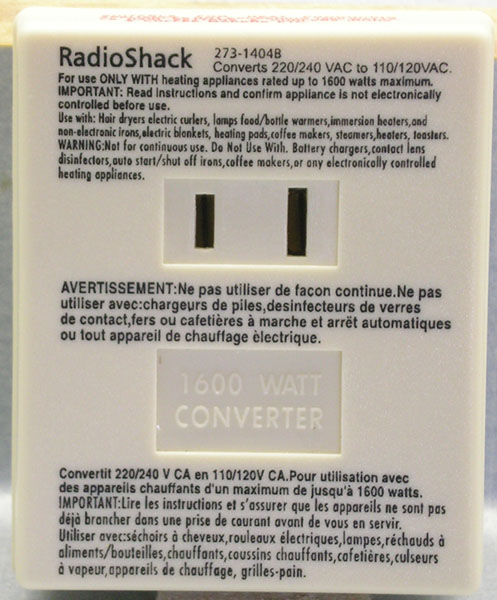 RadioShack 273-1404B
Converts 220/240 VAC to 110/120VAC.
For use ONLY WITH heating appliances rated up to 1600 watts maximum.
IMPORTANT: Read Instructions and confirm appliance is not electronically
controlled before use.
Use with: Hair dryers electric curlers, lamps food/bottle warmers,immersion heaters,and
non-electronic irons,electric blonkets, heating pads,coffee makers, steamers,heaters, toasters.
WARNING:Not for continuous use. Do Not Use With. Battery chargers,contact lens
disinfectors,auto start/shut off irons,coffee makers,or any electronically controlled
heating appliances.
AVERTISSEMENT:Ne pas utiliser de façon continue.Ne pas
utiliser avec:chargeurs de piles,desinfecteurs de verres
de contact,fers ou cafetières à marche et arrêt automatiques
ou tout appareil de chauffage èlectrique.
1600 WATT
CONVERTER
Convertit 220/240 V CA en 110/120V CA.Pour utilisation avec
des appareils chauffants d'un maximum de jusqu'à 1600 watts.
IMPORTANT:Lire les instructions et s'assurer que les appareils ne sont pas
déjà brancher dans une prise de courant avant de vous en servir.
Utiliser avec:séchoirs à cheveux,rouleaux électriques,lampes,réchauds à
aliments/bouteilles,chauffants,coussins chauffants,cafetières,culseurs
à vapeur,appareils de chauffage, grilles-pain.